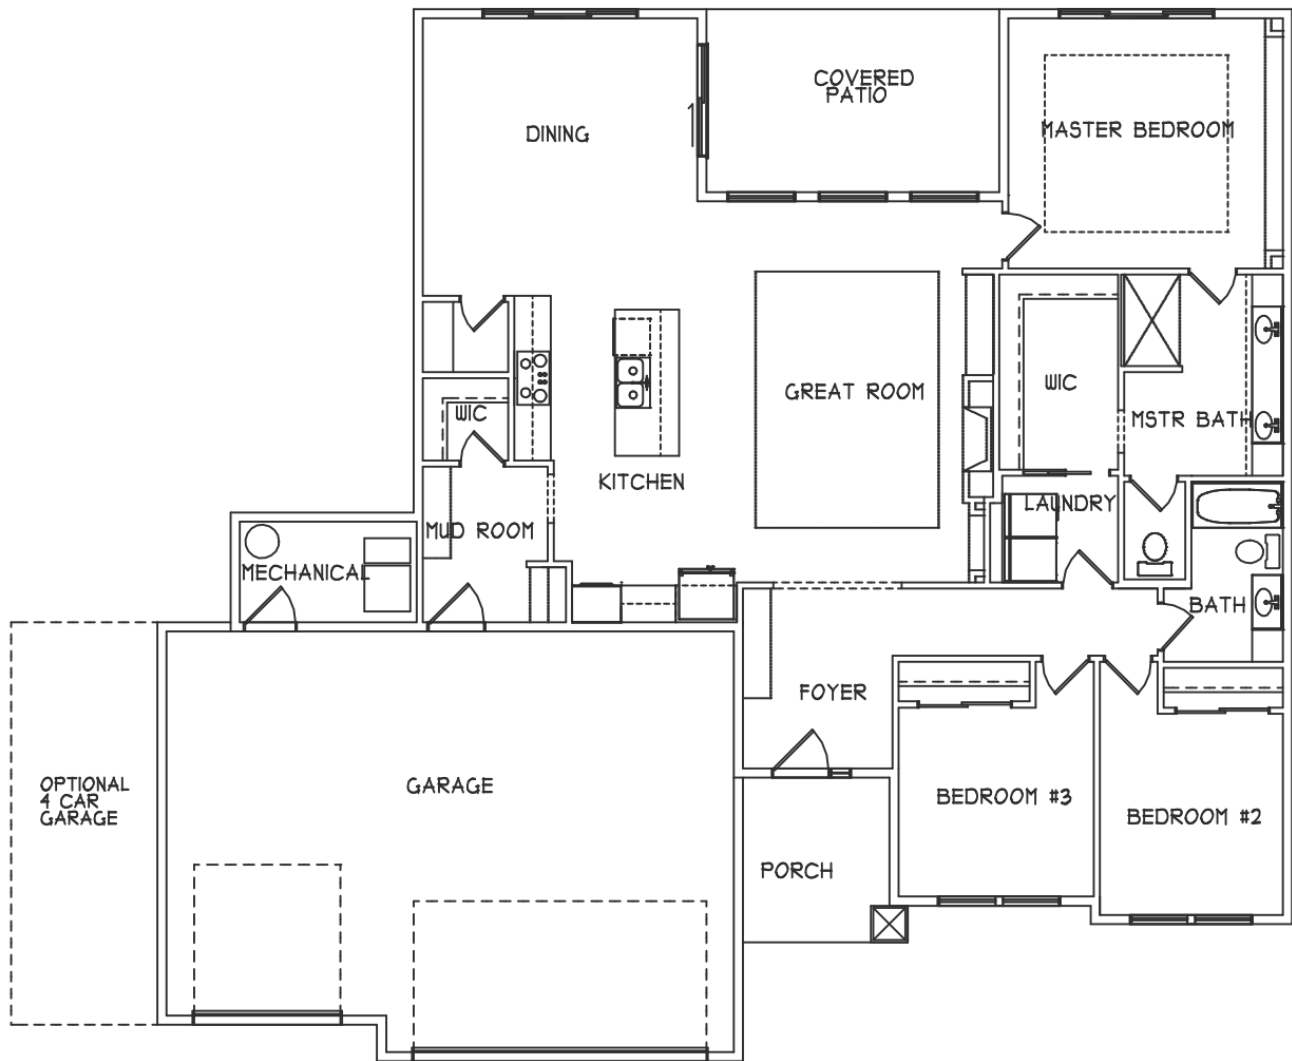 COVERED
PATIO
DINING
MASTER BEDROOM
GREAT ROOM
WIC
WIC
MSTR BATH
KITCHEN
LAUNDRY
MUD ROOM
MECHANICAL
BATH
FOYER
OPTIONAL
4 CAR
GARAGE
GARAGE
BEDROOM #3
BEDROOM #2
PORCH